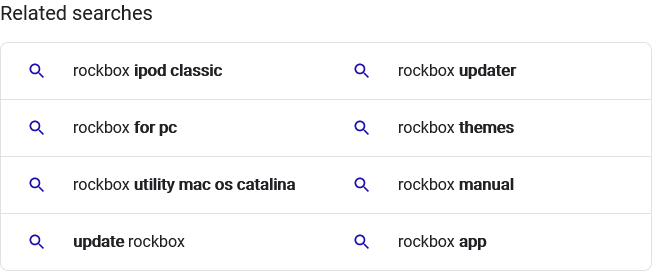 Related searches
rockbox ipod classic
rockbox updater
rockbox for pc
rockbox themes
rockbox utility mac os catalina
rockbox manual
update rockbox
rockbox app